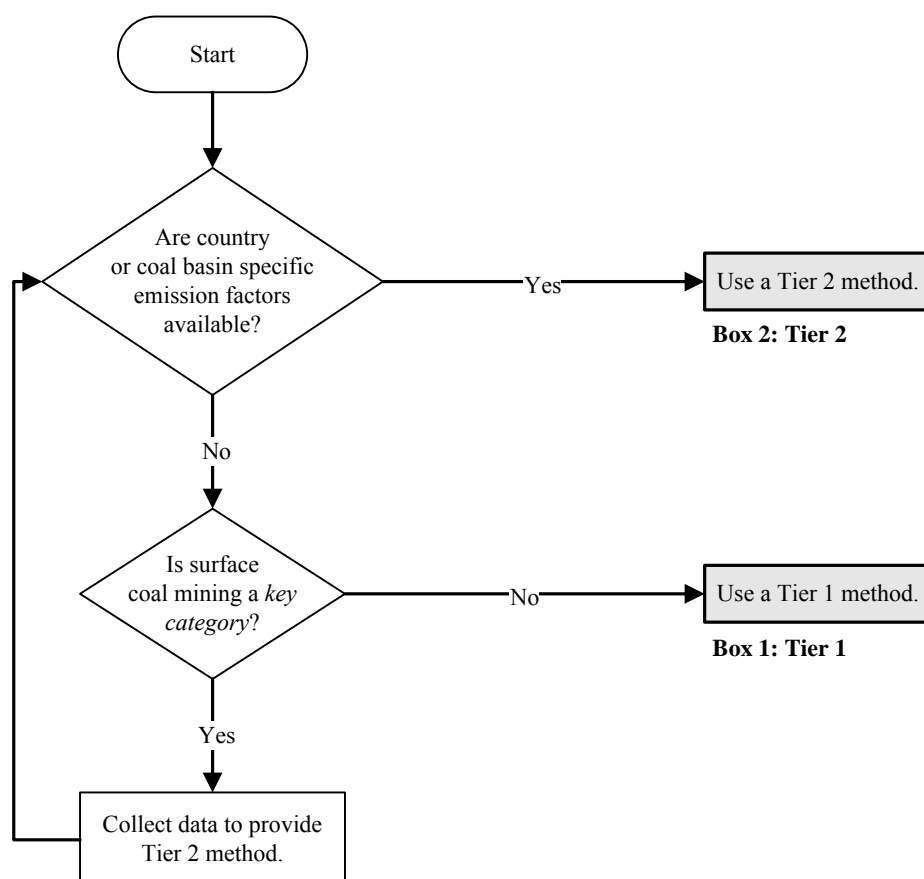 Start
Are country
or coal basin specific
emission factors
available?
Yes
Use a Tier 2 method.
Box 2: Tier 2
No
Is surface
coal mining a key
category?
No
Use a Tier 1 method.
Box 1: Tier 1
Yes
Collect data to provide
Tier 2 method.